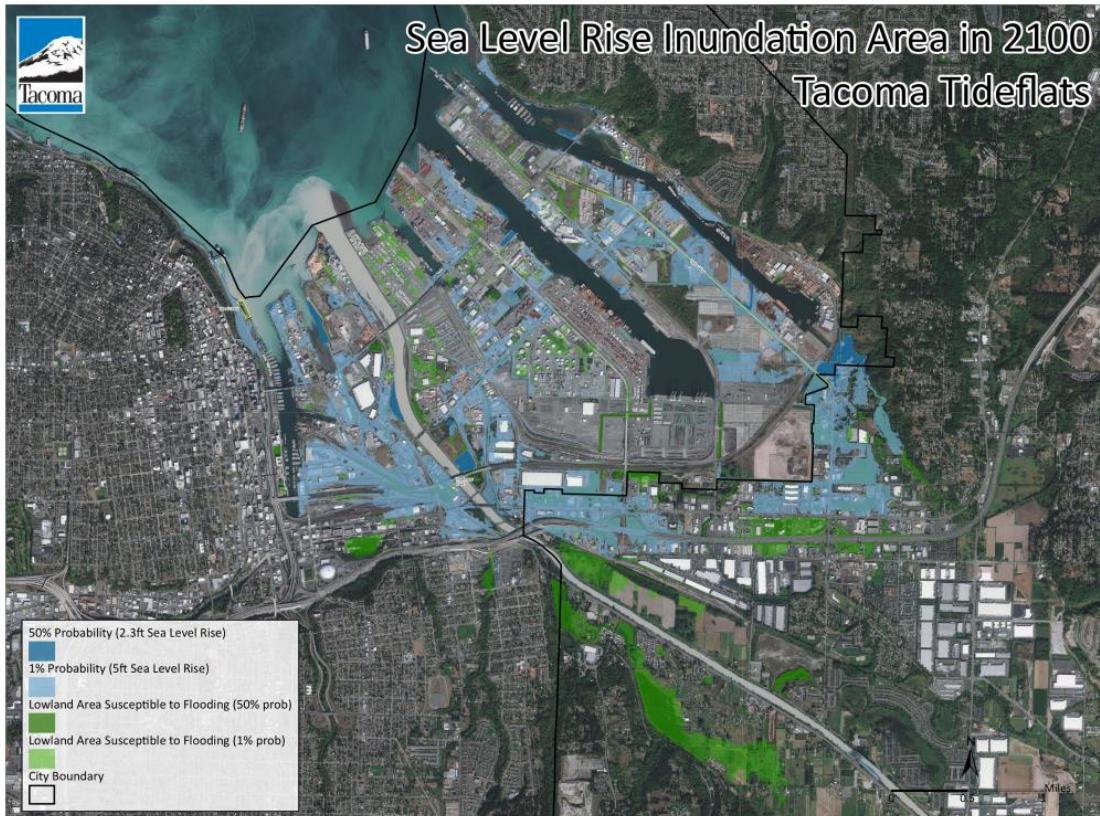 Sea Level Rise Inundation Area in 2100
Tacoma Tideflats
Tacoma
50% Probability (2.3ft Sea Level Rise)
1% Probability (5ft Sea Level Rise)
Lowland Area Susceptible to Flooding (50% prob)
Lowland Area Susceptible to Flooding (1% prob)
City Boundary
N
Miles
0 0.5 1